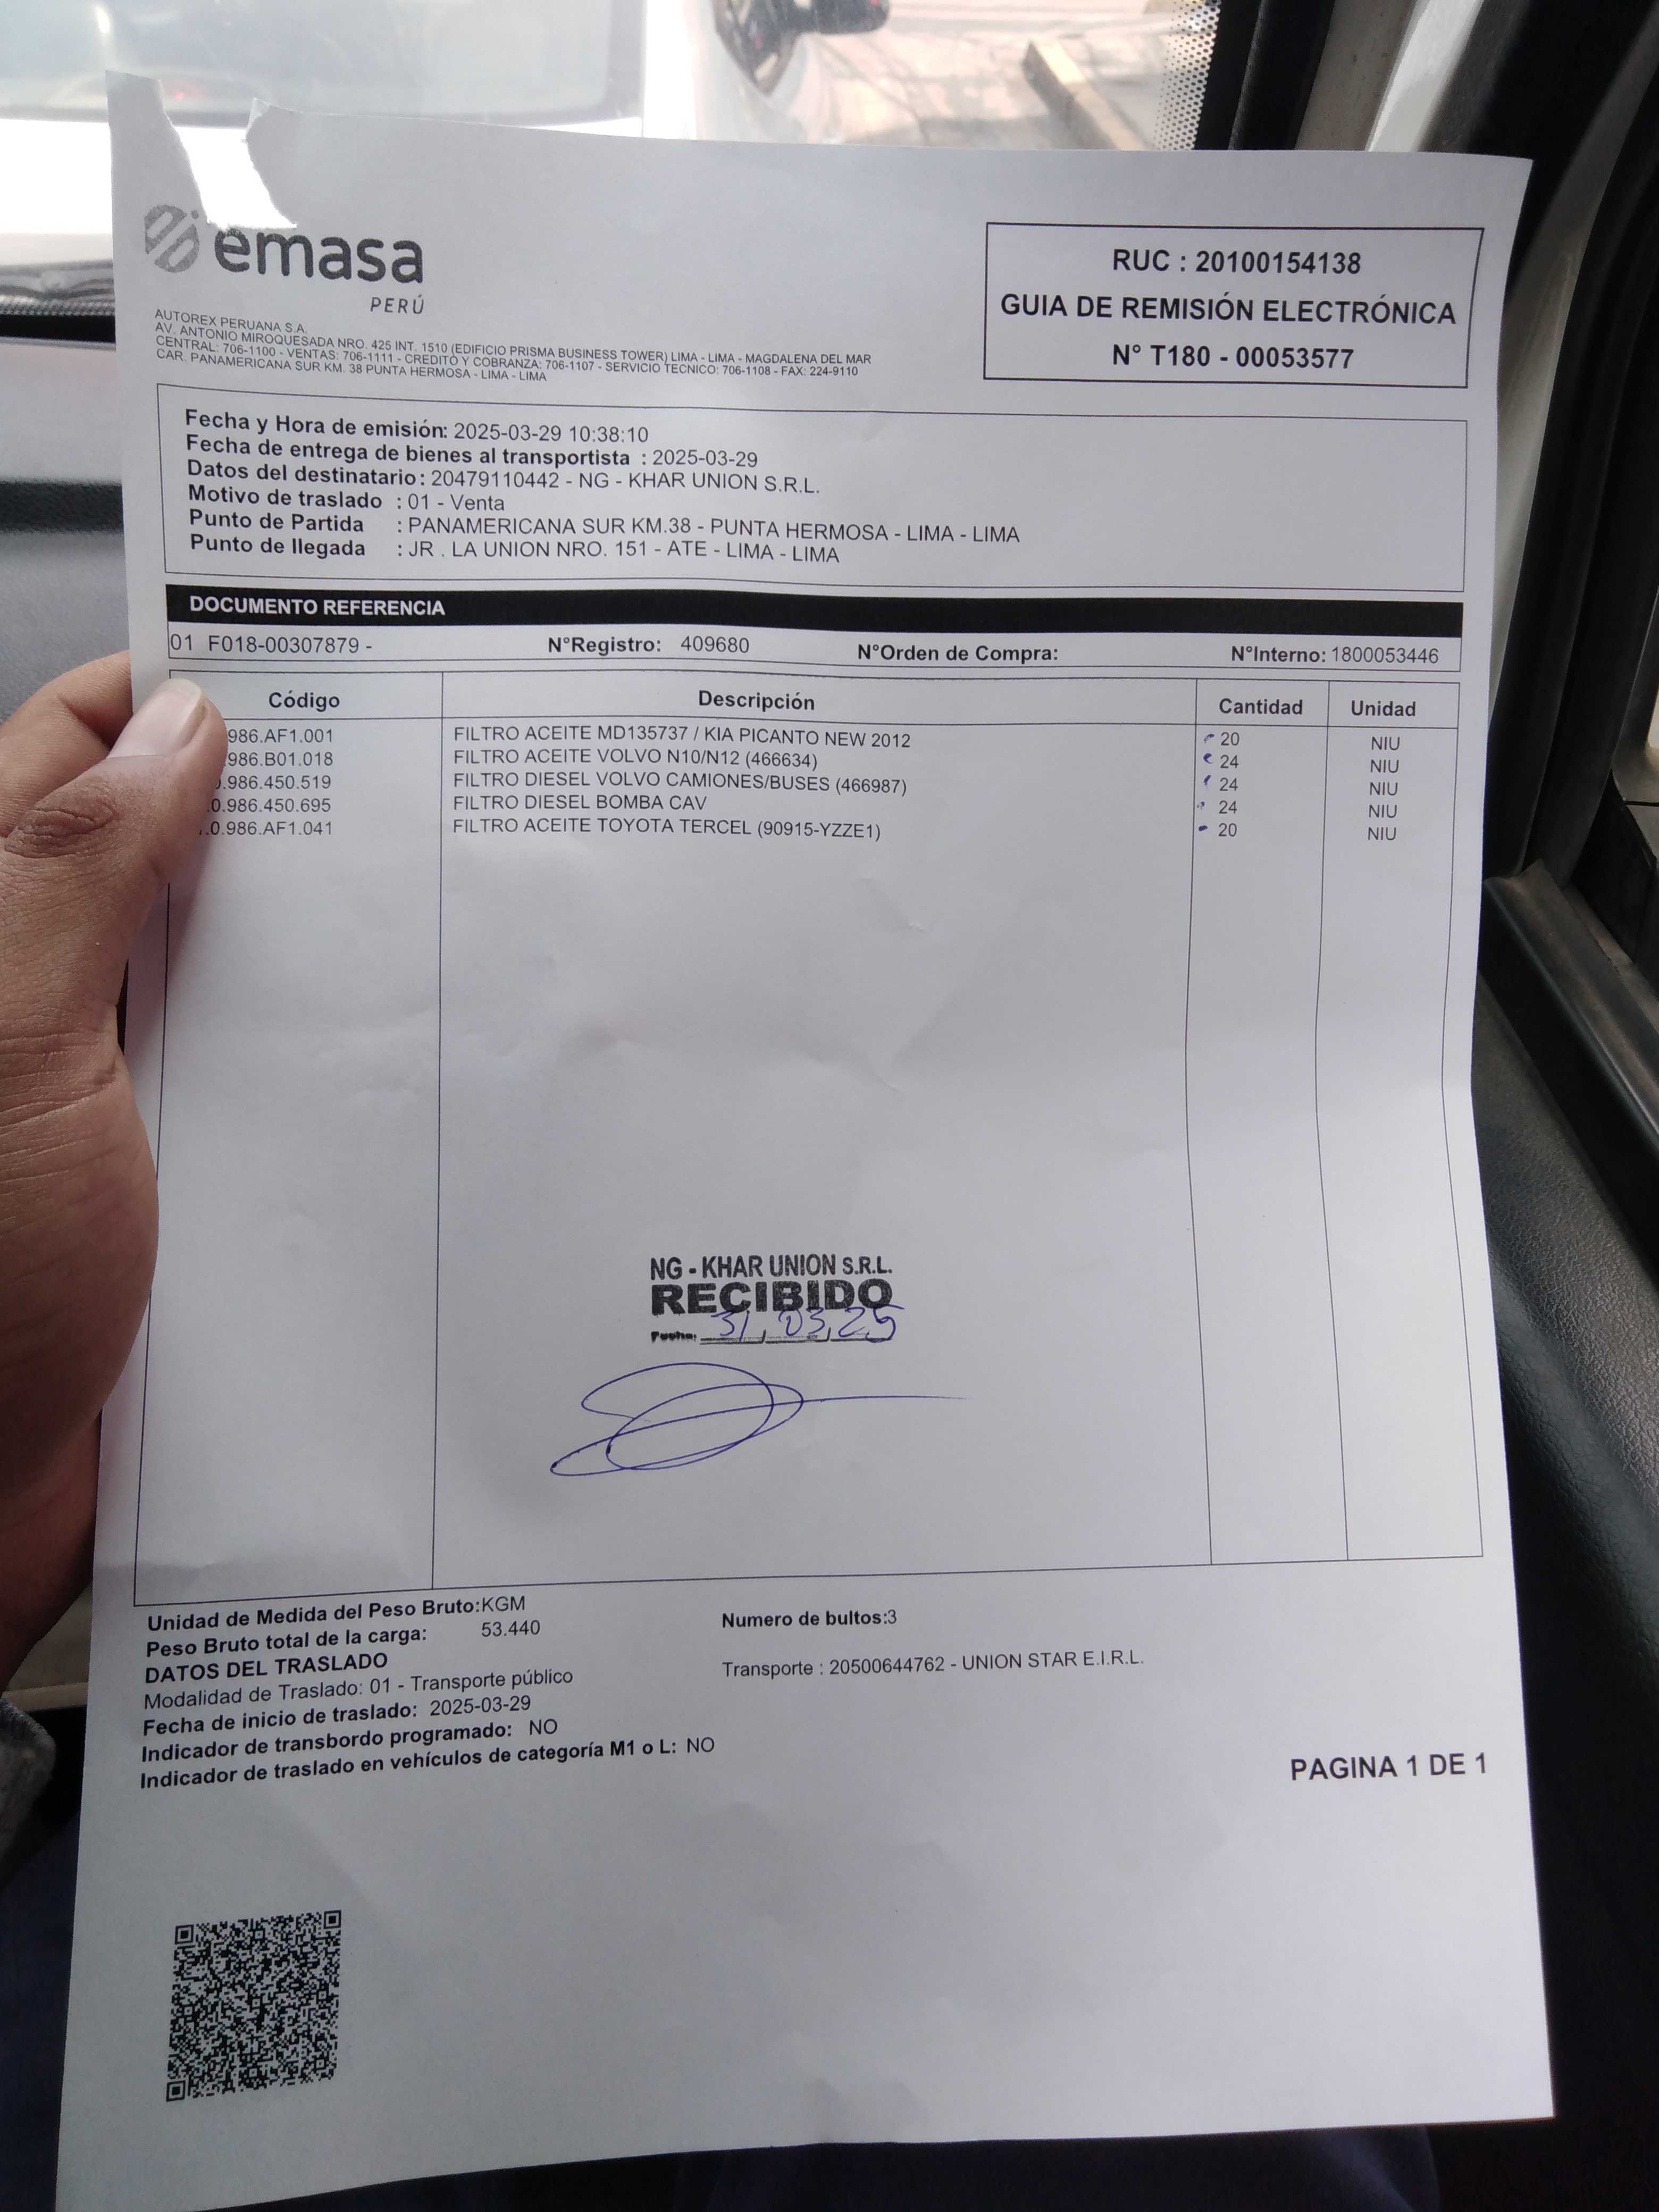 emasa
PERÚ
AUTOREX PERUANA S.A.
AV. ANTONIO MIROQUESADA NRO. 425 INT. 1510 (EDIFICIO PRISMA BUSINESS TOWER) LIMA - LIMA - MAGDALENA DEL MAR
CENTRAL: 706-1100 - VENTAS: 706-1111 - CREDITO Y COBRANZA: 706-1107 - SERVICIO TECNICO: 706-1108 - FAX: 224-9110
CAR. PANAMERICANA SUR KM. 38 PUNTA HERMOSA - LIMA - LIMA
RUC : 20100154138
GUIA DE REMISIÓN ELECTRÓNICA
N° T180 - 00053577
Fecha y Hora de emisión: 2025-03-29 10:38:10
Fecha de entrega de bienes al transportista : 2025-03-29
Datos del destinatario : 20479110442 - NG - KHAR UNION S.R.L.
Motivo de traslado : 01 - Venta
Punto de Partida : PANAMERICANA SUR KM.38 - PUNTA HERMOSA - LIMA - LIMA
Punto de llegada : JR . LA UNION NRO. 151 - ATE - LIMA - LIMA
DOCUMENTO REFERENCIA
01 F018-00307879 - N°Registro: 409680 N°Orden de Compra: N°Interno: 1800053446
Código Descripción Cantidad Unidad
986.AF1.001 FILTRO ACEITE MD135737 / KIA PICANTO NEW 2012 20 NIU
.986.B01.018 FILTRO ACEITE VOLVO N10/N12 (466634) 24 NIU
.986.450.519 FILTRO DIESEL VOLVO CAMIONES/BUSES (466987) 24 NIU
0.986.450.695 FILTRO DIESEL BOMBA CAV 24 NIU
.0.986.AF1.041 FILTRO ACEITE TOYOTA TERCEL (90915-YZZE1) 20 NIU
NG - KHAR UNION S.R.L.
RECIBIDO
Fecha: 31, 03, 25
Unidad de Medida del Peso Bruto:KGM
Peso Bruto total de la carga: 53.440
Numero de bultos:3
DATOS DEL TRASLADO
Modalidad de Traslado: 01 - Transporte público
Transporte : 20500644762 - UNION STAR E.I.R.L.
Fecha de inicio de traslado: 2025-03-29
Indicador de transbordo programado: NO
Indicador de traslado en vehículos de categoría M1 o L: NO
PAGINA 1 DE 1